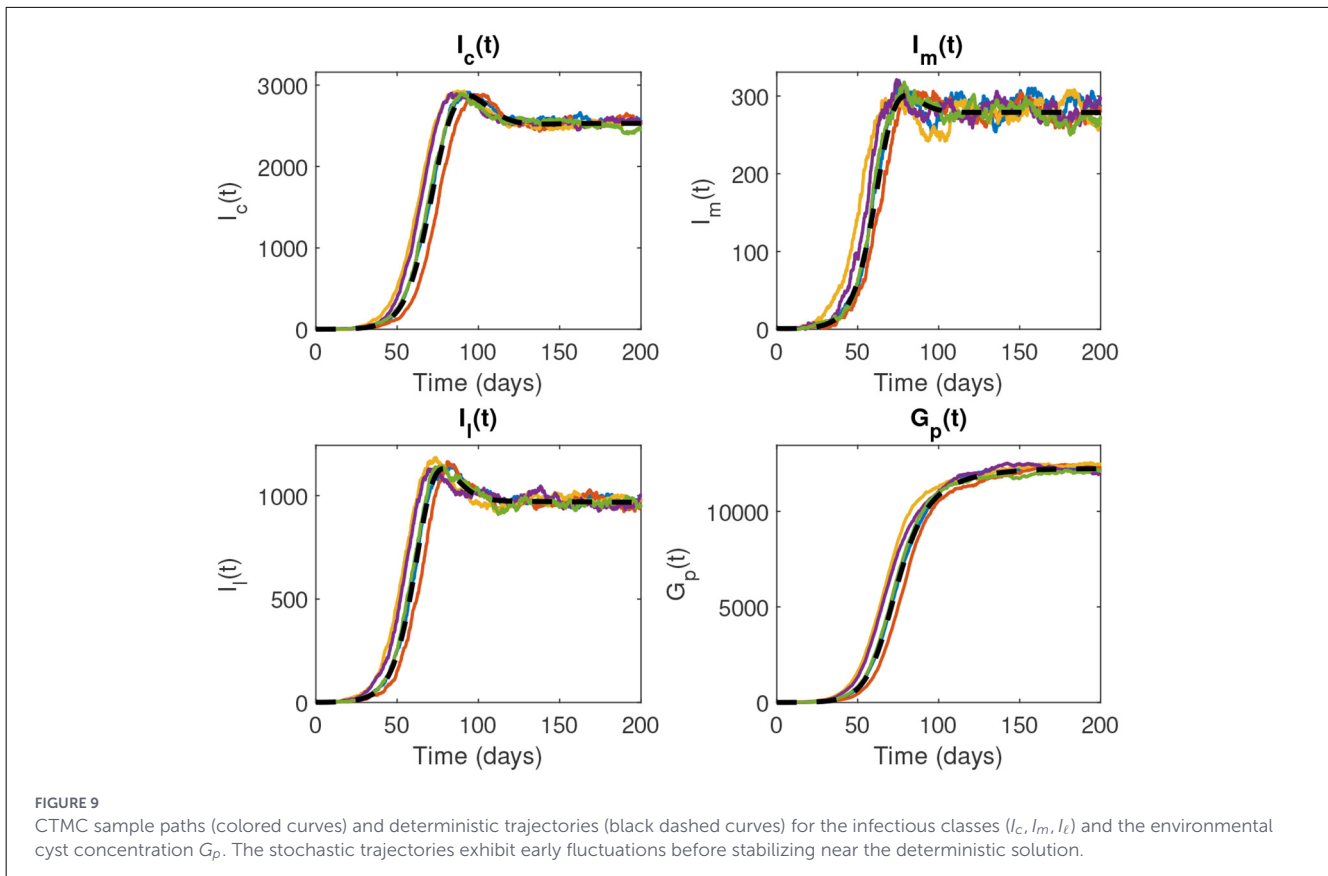 I_c(t)
3000
2000
1000
0
I_c(t)
0 50 100 150 200
Time (days)
I_m(t)
300
200
100
0
I_m(t)
0 50 100 150 200
Time (days)
I_l(t)
1000
500
0
I_l(t)
0 50 100 150 200
Time (days)
G_p(t)
10000
5000
0
G_p(t)
0 50 100 150 200
Time (days)
FIGURE 9
CTMC sample paths (colored curves) and deterministic trajectories (black dashed curves) for the infectious classes (I_c, I_m, I_ℓ) and the environmental
cyst concentration G_p. The stochastic trajectories exhibit early fluctuations before stabilizing near the deterministic solution.